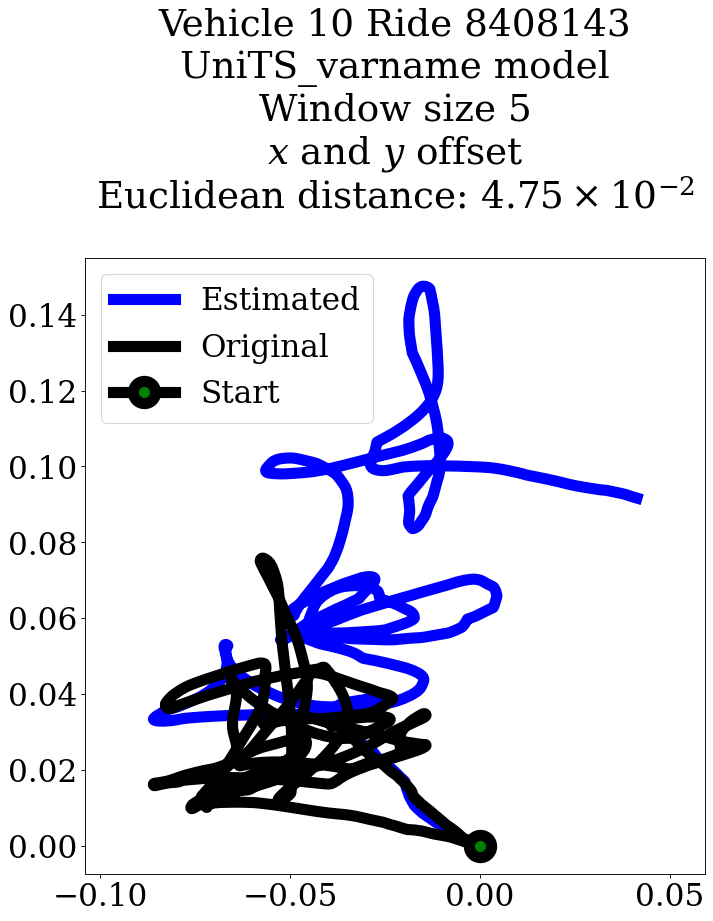 Vehicle 10 Ride 8408143
UniTS_varname model
Window size 5
x and y offset
Euclidean distance: 4.75 × 10⁻²
Estimated
Original
Start
0.14
0.12
0.10
0.08
0.06
0.04
0.02
0.00
−0.10 −0.05 0.00 0.05